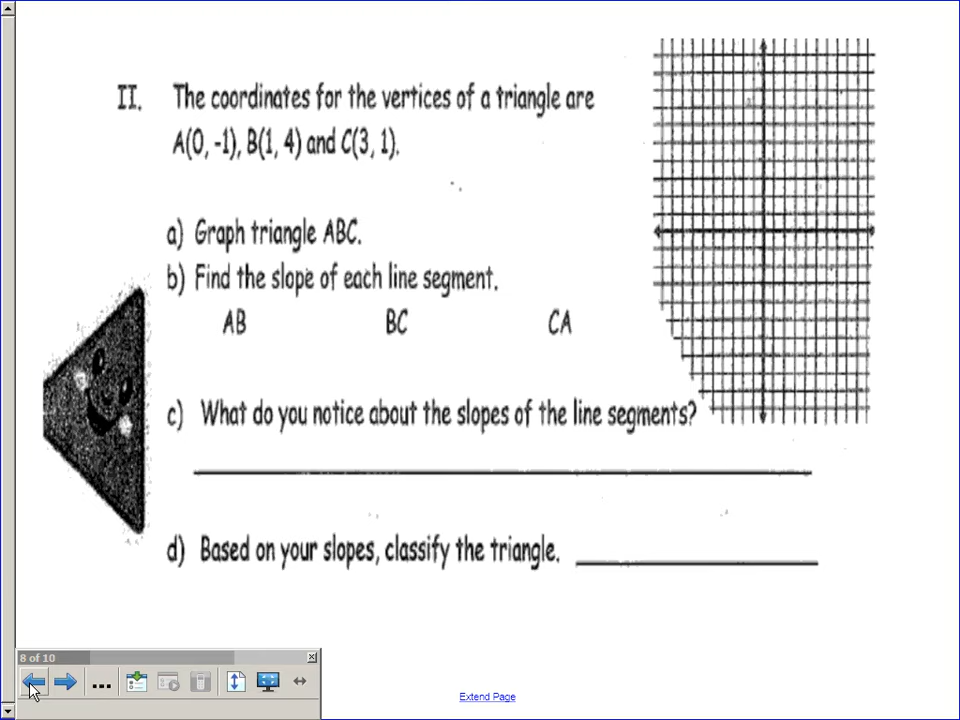 II. The coordinates for the vertices of a triangle are
A(0, -1), B(1, 4) and C(3, 1).
a) Graph triangle ABC.
b) Find the slope of each line segment.
AB BC CA
c) What do you notice about the slopes of the line segments?
d) Based on your slopes, classify the triangle.
8 of 10
Extend Page